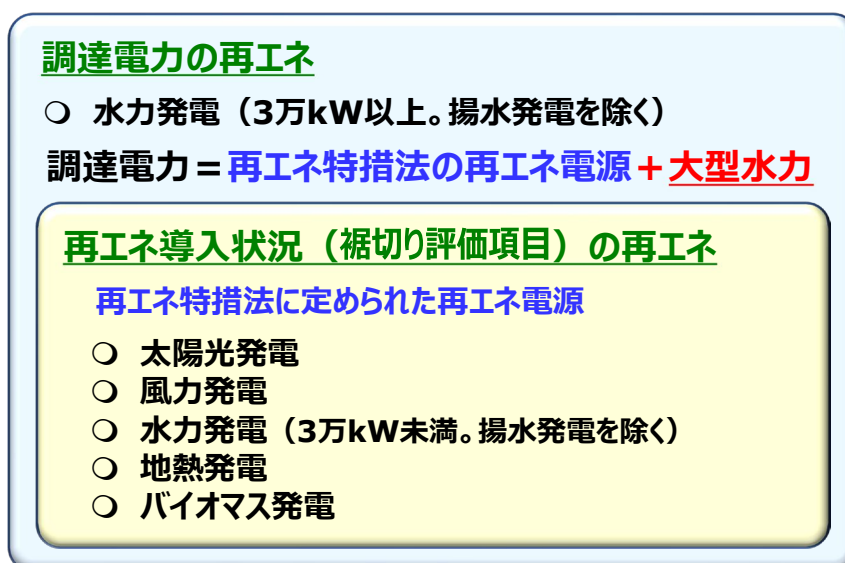 調達電力の再エネ
○ 水力発電（3万kW以上。揚水発電を除く）
調達電力＝再エネ特措法の再エネ電源＋大型水力
再エネ導入状況（裾切り評価項目）の再エネ
再エネ特措法に定められた再エネ電源
○ 太陽光発電
○ 風力発電
○ 水力発電（3万kW未満。揚水発電を除く）
○ 地熱発電
○ バイオマス発電